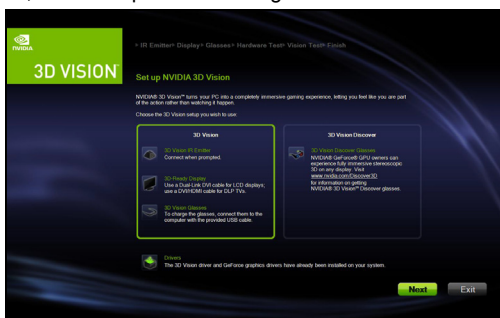 NVIDIA
3D VISION
IR Emitter Display Glasses Hardware Test Vision Test Finish
Set up NVIDIA 3D Vision
NVIDIA® 3D Vision™ turns your PC into a completely immersive gaming experience, letting you feel like you are part
of the action rather than watching it happen.
Choose the 3D Vision setup you wish to use:
3D Vision
3D Vision IR Emitter
Connect when prompted.
3D-Ready Display
Use a Dual-Link DVI cable for LCD displays;
use a DVI/HDMI cable for DLP TVs.
3D Vision Glasses
To charge the glasses, connect them to the
computer with the provided USB cable.
3D Vision Discover
3D Vision Discover Glasses
NVIDIA® GeForce® GPU owners can
experience fully immersive stereoscopic
3D on any display. Visit
www.nvidia.com/Discover3D
for information on getting
NVIDIA® 3D Vision™ Discover glasses.
Drivers
The 3D Vision driver and GeForce graphics drivers have already been installed on your system.
Next
Exit